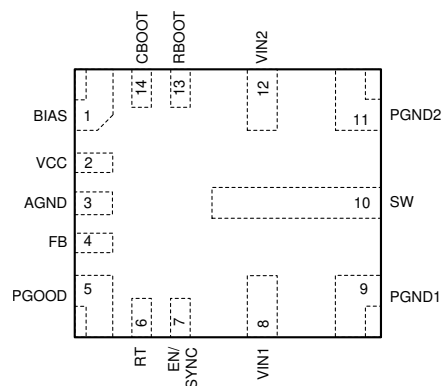 CBOOT
RBOOT
VIN2
14
13
12
BIAS
1
11
PGND2
VCC
2
AGND
3
10
SW
FB
4
PGOOD
5
9
PGND1
6
7
8
RT
EN/
SYNC
VIN1